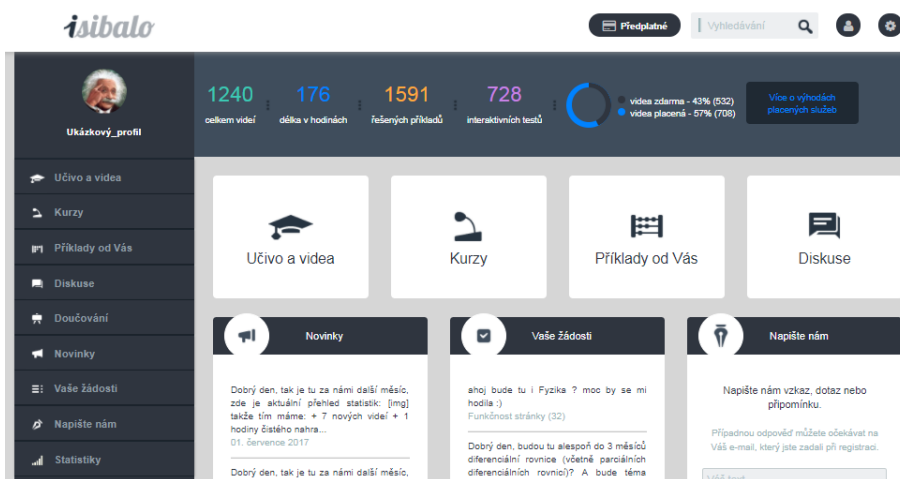 isibalo
Předplatné
Vyhledávání
Ukázkový_profil
1240
celkem videí
176
délka v hodinách
1591
řešených příkladů
728
interaktivních testů
videa zdarma - 43% (532)
videa placená - 57% (708)
Více o výhodách
placených služeb
Učivo a videa
Kurzy
Příklady od Vás
Diskuse
Doučování
Novinky
Vaše žádosti
Napište nám
Statistiky
Učivo a videa
Kurzy
Příklady od Vás
Diskuse
Novinky
Dobrý den, tak je tu za námi další měsíc,
zde je aktuální přehled statistik: [img]
takže tím máme: + 7 nových videí + 1
hodiny čistého nahra...
01. července 2017
Dobrý den, tak je tu za námi další měsíc,
Vaše žádosti
ahoj bude tu i Fyzika ? moc by se mi
hodila :)
Funkčnost stránky (32)
Dobrý den, budou tu alespoň do 3 měsíců
diferenciální rovnice (včetně parciálních
diferenciálních rovnic)? A bude téma
Napište nám
Napište nám vzkaz, dotaz nebo
připomínku.
Případnou odpověď můžete očekávat na
Váš e-mail, který jste zadali při registraci.
Váš text